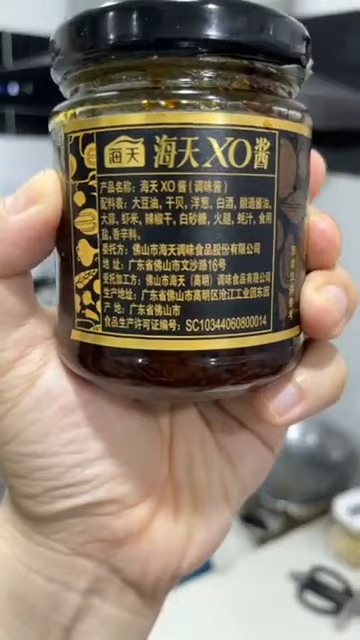 海天
海天XO酱
产品名称：海天XO酱（调味酱）
配料表：大豆油，干贝，洋葱，白酒，酿造酱油，
大蒜，虾米，辣椒干，白砂糖，火腿，蚝汁，食用
盐，香辛料。
委托方：佛山市海天调味食品股份有限公司
地 址：广东省佛山市文沙路16号
受托加工方：佛山市海天（高明）调味食品有限公司
生产地址：广东省佛山市高明区沧江工业园东园
产 地：广东省佛山市
食品生产许可证编号：SC10344060800014